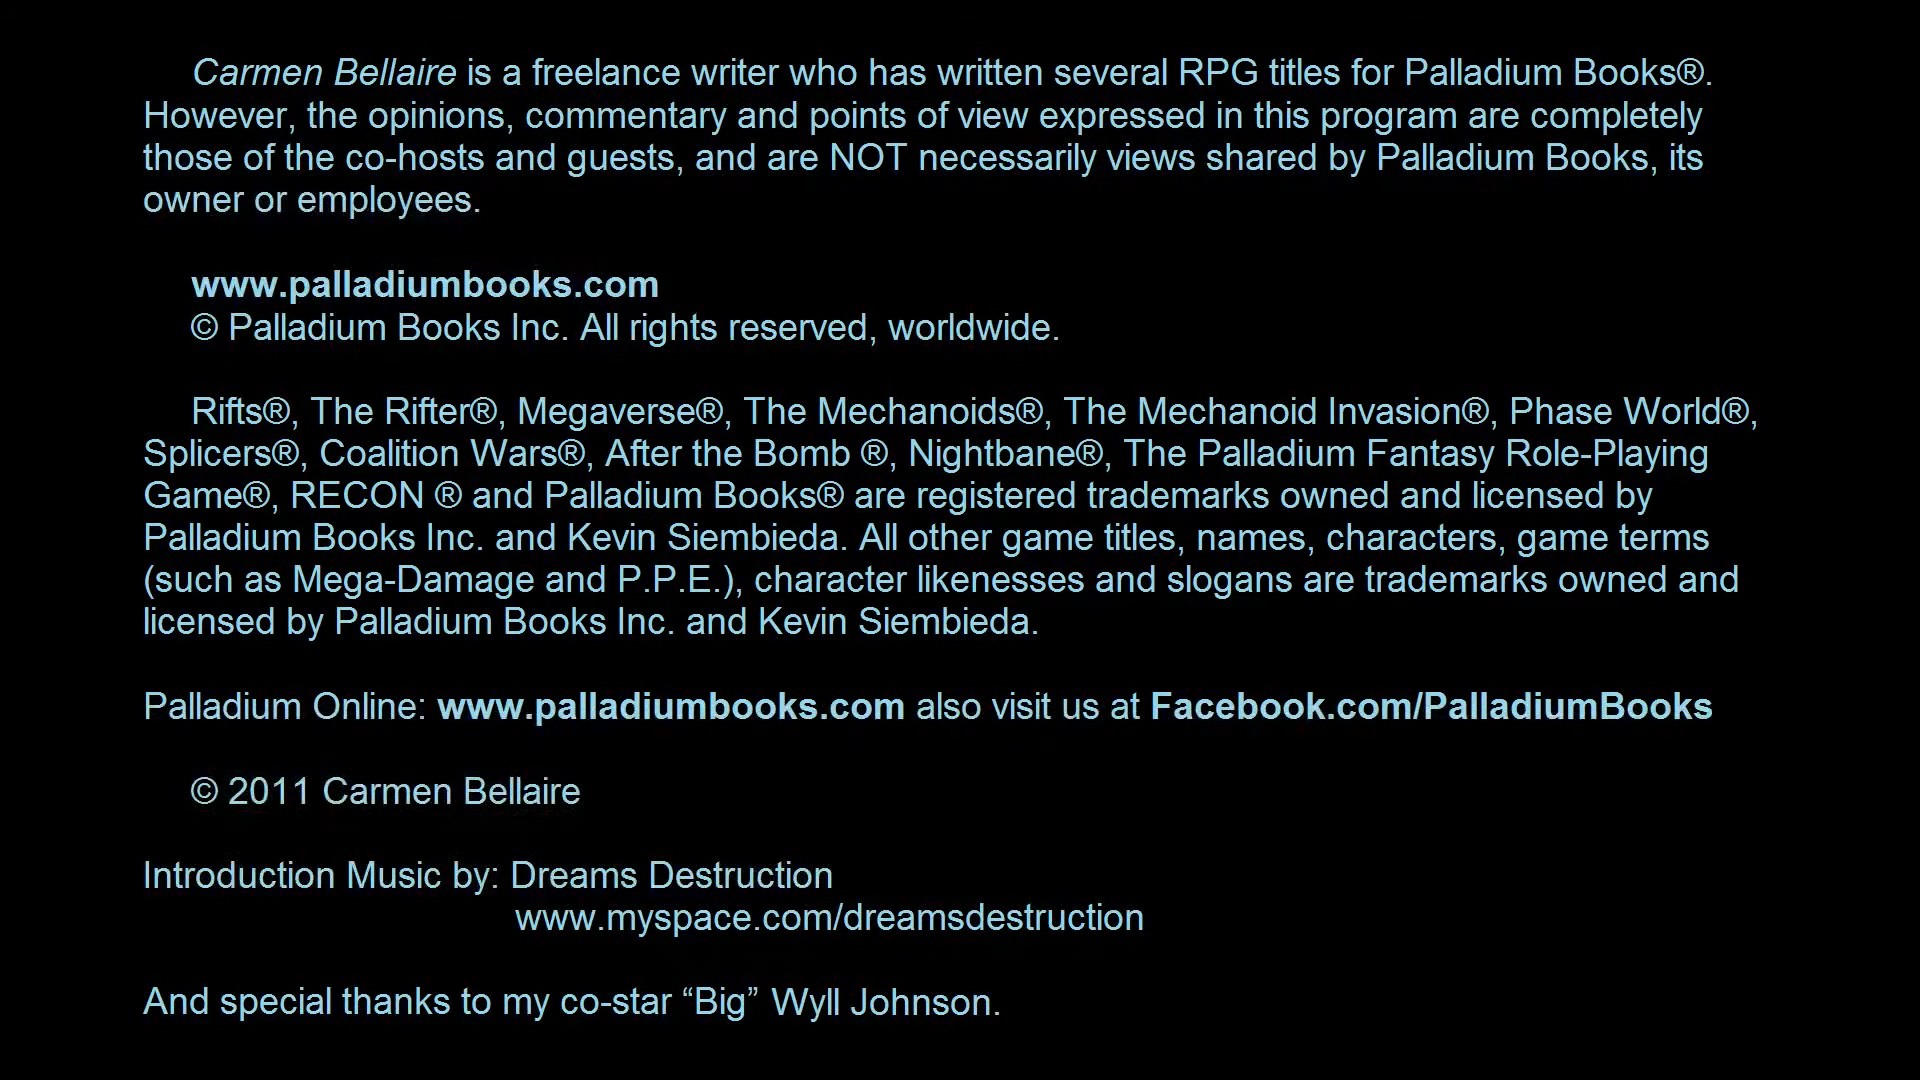 Carmen Bellaire is a freelance writer who has written several RPG titles for Palladium Books®.
However, the opinions, commentary and points of view expressed in this program are completely
those of the co-hosts and guests, and are NOT necessarily views shared by Palladium Books, its
owner or employees.
www.palladiumbooks.com
© Palladium Books Inc. All rights reserved, worldwide.
Rifts®, The Rifter®, Megaverse®, The Mechanoids®, The Mechanoid Invasion®, Phase World®,
Splicers®, Coalition Wars®, After the Bomb ®, Nightbane®, The Palladium Fantasy Role-Playing
Game®, RECON ® and Palladium Books® are registered trademarks owned and licensed by
Palladium Books Inc. and Kevin Siembieda. All other game titles, names, characters, game terms
(such as Mega-Damage and P.P.E.), character likenesses and slogans are trademarks owned and
licensed by Palladium Books Inc. and Kevin Siembieda.
Palladium Online: www.palladiumbooks.com also visit us at Facebook.com/PalladiumBooks
© 2011 Carmen Bellaire
Introduction Music by: Dreams Destruction
www.myspace.com/dreamsdestruction
And special thanks to my co-star “Big” Wyll Johnson.